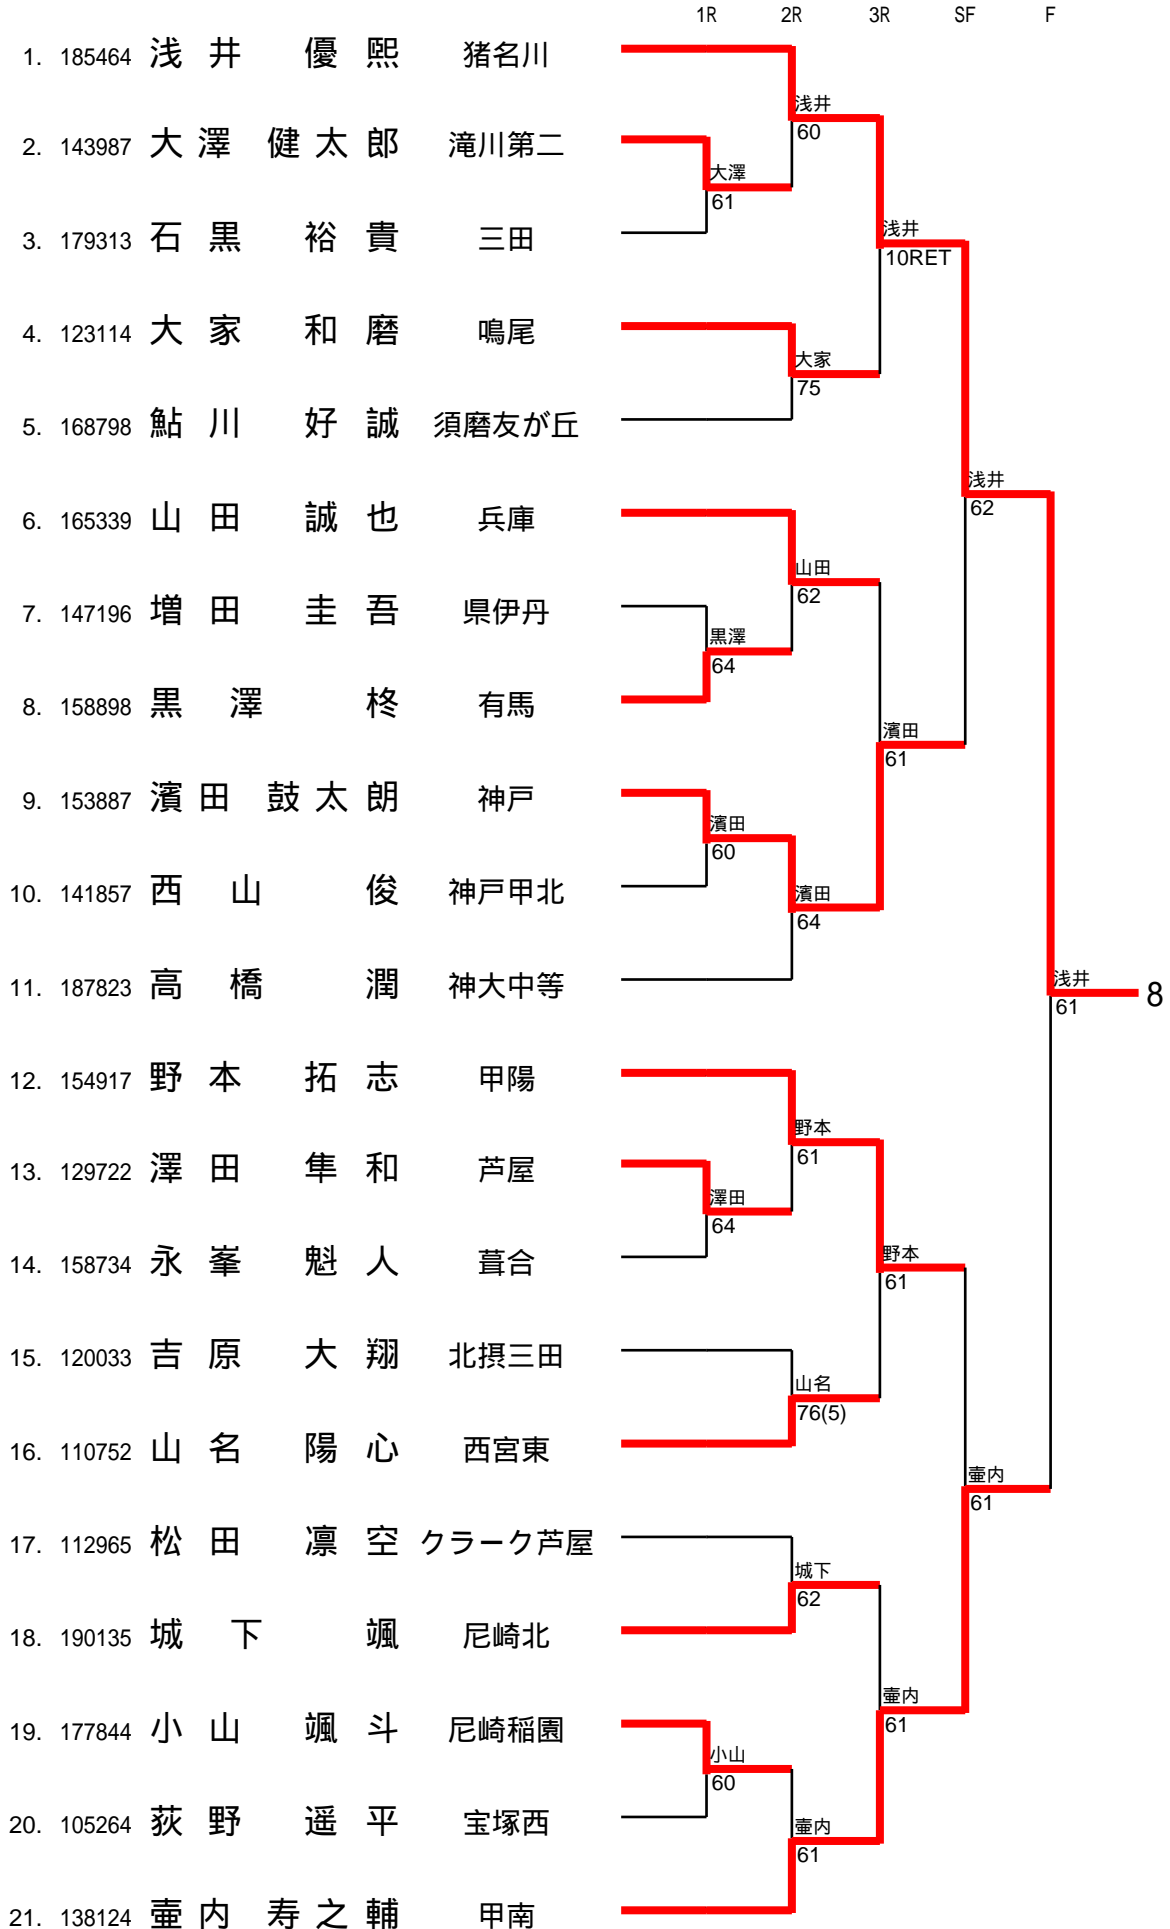 1R 2R 3R SF F
1. 185464 浅井 優熙 猪名川
浅井
60
2. 143987 大澤 健太郎 滝川第二
大澤
61
3. 179313 石黒 裕貴 三田
浅井
10RET
4. 123114 大家 和磨 鳴尾
大家
75
5. 168798 鮎川 好誠 須磨友が丘
浅井
62
6. 165339 山田 誠也 兵庫
山田
62
7. 147196 増田 圭吾 県伊丹
黒澤
64
8. 158898 黒澤 柊 有馬
濱田
61
9. 153887 濱田 鼓太朗 神戸
濱田
60
10. 141857 西山 俊 神戸甲北
濱田
64
11. 187823 高橋 潤 神大中等
浅井
61
8
12. 154917 野本 拓志 甲陽
野本
61
13. 129722 澤田 隼和 芦屋
澤田
64
14. 158734 永峯 魁人 葺合
野本
61
15. 120033 吉原 大翔 北摂三田
山名
76(5)
16. 110752 山名 陽心 西宮東
壷内
61
17. 112965 松田 凛空 クラーク芦屋
城下
62
18. 190135 城下 颯 尼崎北
壷内
61
19. 177844 小山 颯斗 尼崎稲園
小山
60
20. 105264 荻野 遥平 宝塚西
壷内
61
21. 138124 壷内 寿之輔 甲南